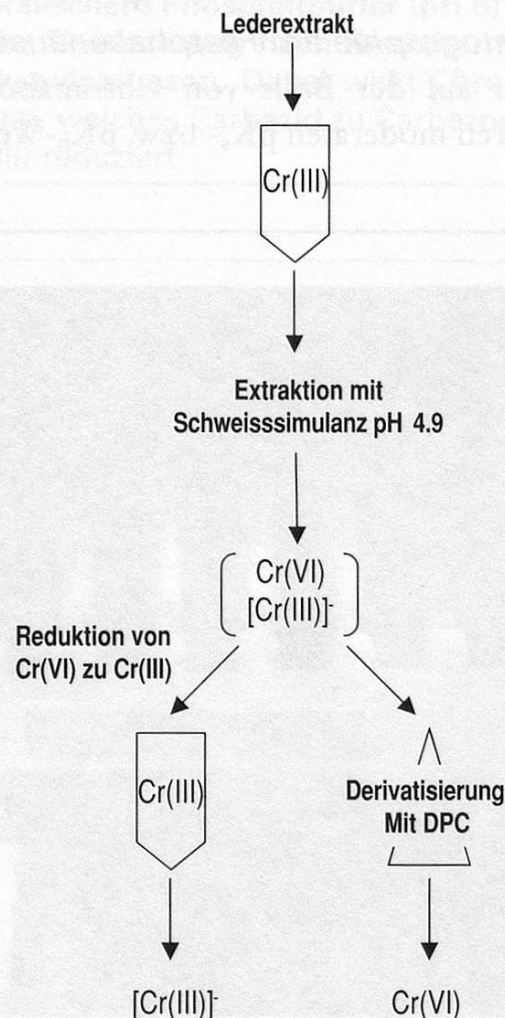 Lederextrakt
Cr(III)
Extraktion mit
Schweisssimulanz pH 4.9
Cr(VI)
[Cr(III)]⁻
Reduktion von
Cr(VI) zu Cr(III)
Cr(III)
Derivatisierung
Mit DPC
[Cr(III)]⁻
Cr(VI)